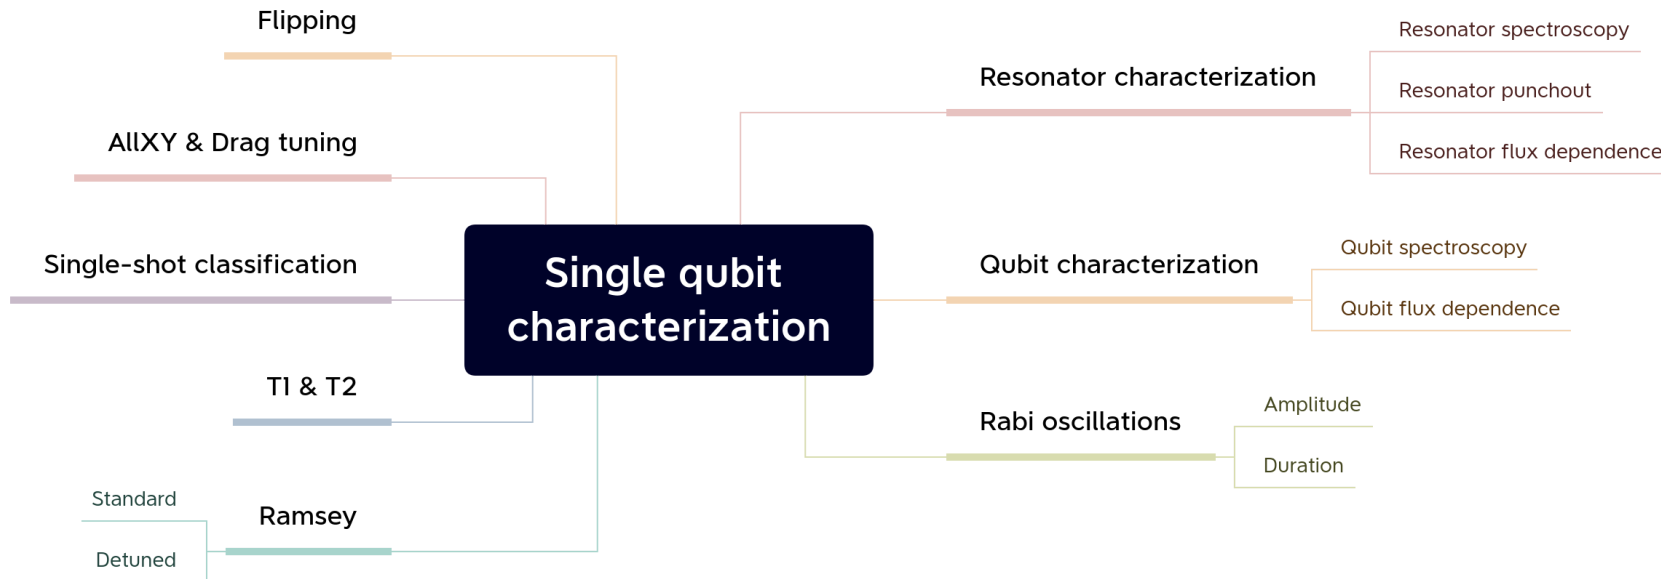 Flipping
AllXY & Drag tuning
Single-shot classification
T1 & T2
Ramsey
Standard
Detuned
Single qubit
characterization
Resonator characterization
Resonator spectroscopy
Resonator punchout
Resonator flux dependence
Qubit characterization
Qubit spectroscopy
Qubit flux dependence
Rabi oscillations
Amplitude
Duration